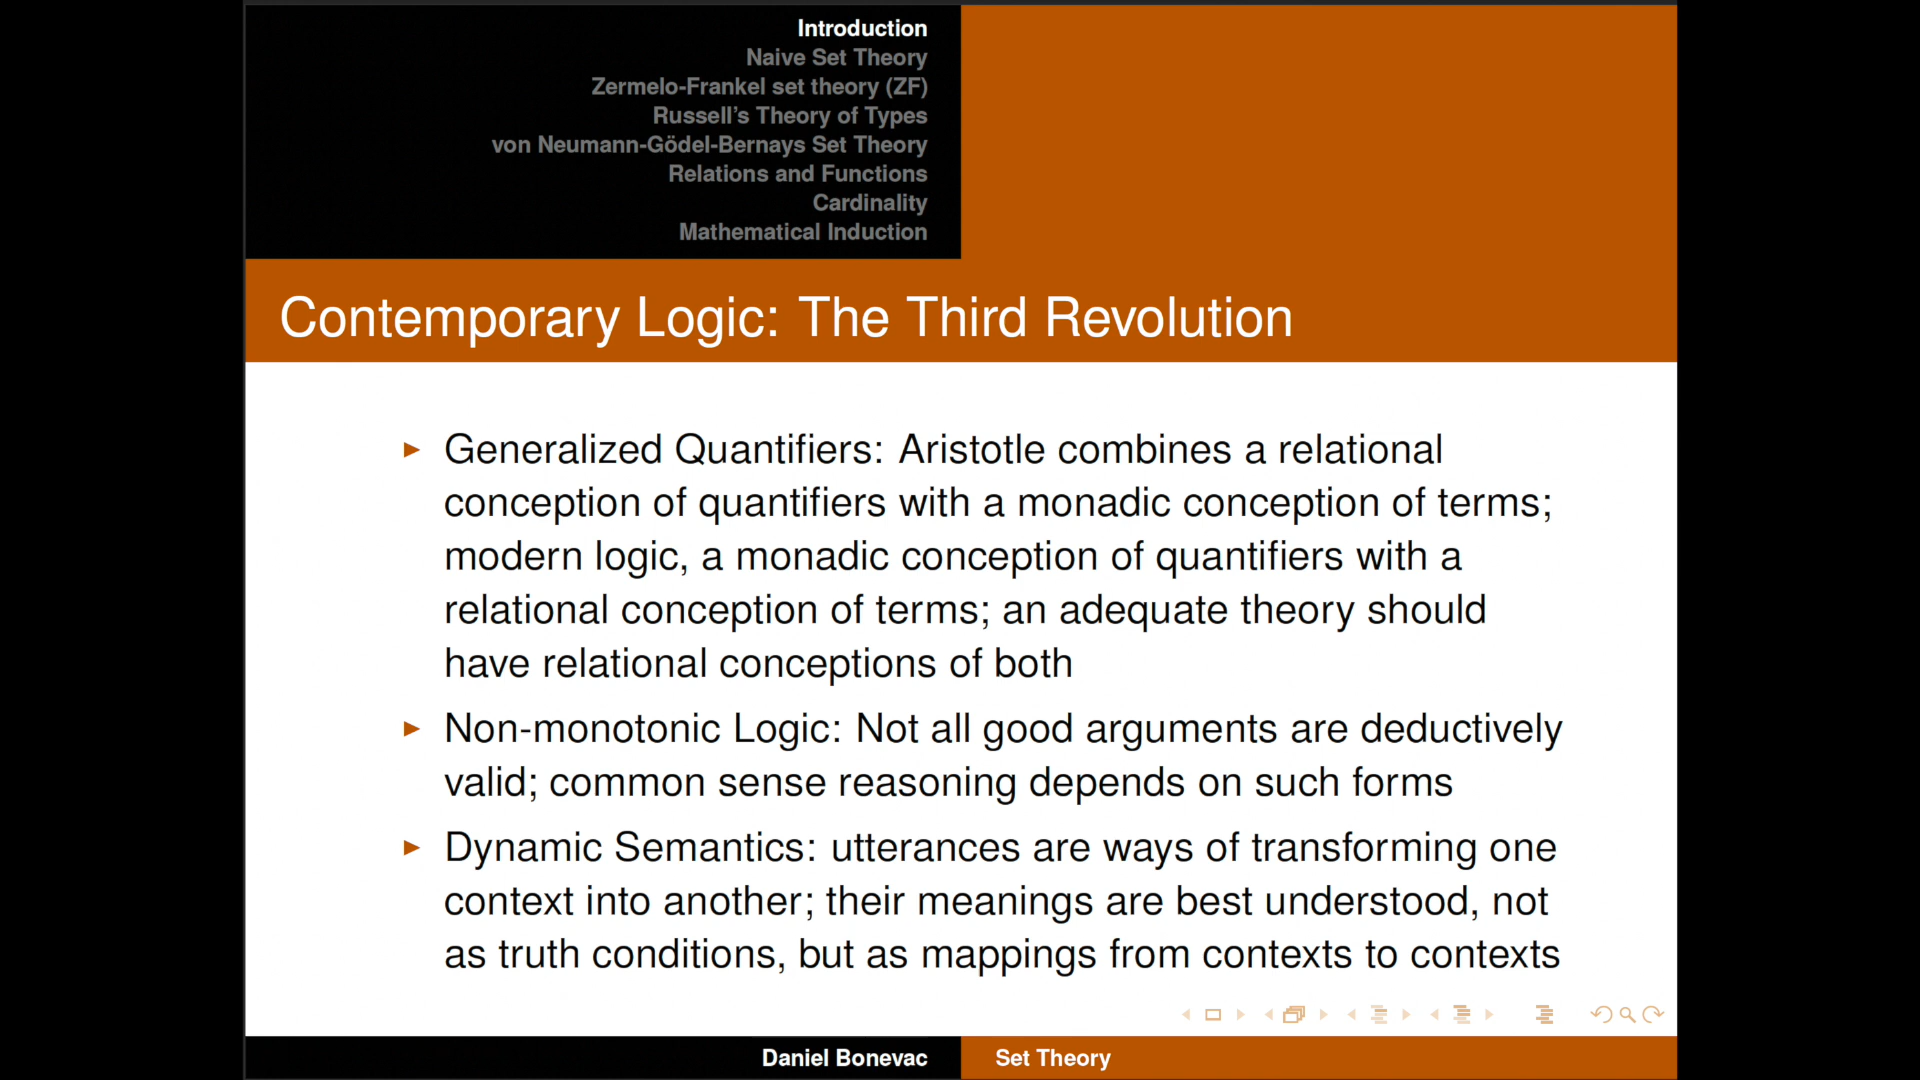 Introduction
Naive Set Theory
Zermelo-Frankel set theory (ZF)
Russell's Theory of Types
von Neumann-Gödel-Bernays Set Theory
Relations and Functions
Cardinality
Mathematical Induction
Contemporary Logic: The Third Revolution
Generalized Quantifiers: Aristotle combines a relational
conception of quantifiers with a monadic conception of terms;
modern logic, a monadic conception of quantifiers with a
relational conception of terms; an adequate theory should
have relational conceptions of both
Non-monotonic Logic: Not all good arguments are deductively
valid; common sense reasoning depends on such forms
Dynamic Semantics: utterances are ways of transforming one
context into another; their meanings are best understood, not
as truth conditions, but as mappings from contexts to contexts
Daniel Bonevac
Set Theory